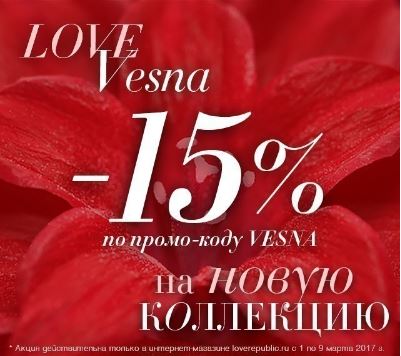 LOVE
Vesna
-15%
по промо-коду VESNA
на новую
КОЛЛЕКЦИЮ
* Акция действительна только в интернет-магазине loverepublic.ru с 1 по 9 марта 2017 г.